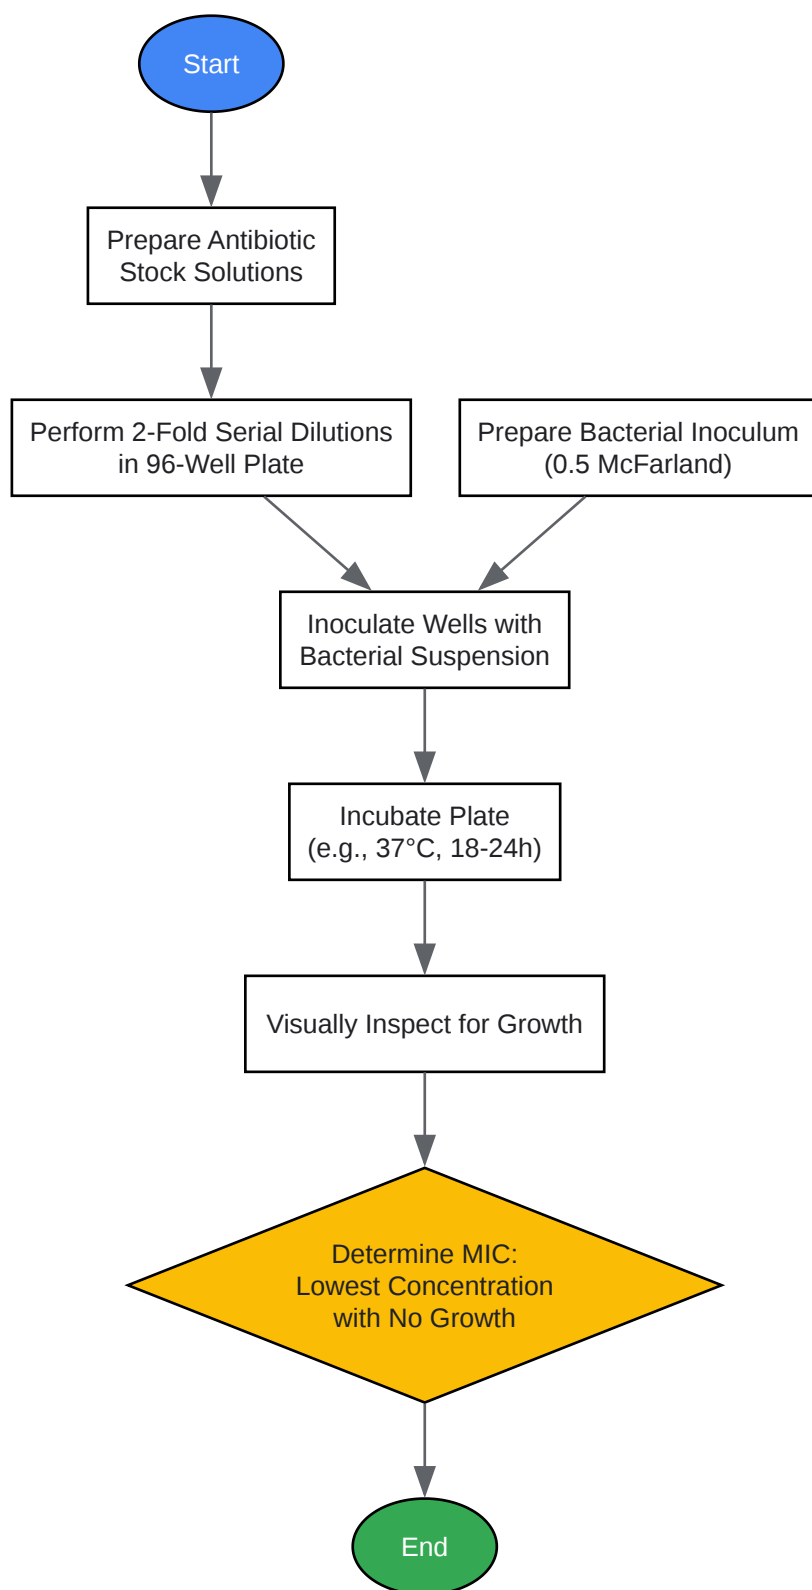 Start
Prepare Antibiotic
Stock Solutions
Perform 2-Fold Serial Dilutions
in 96-Well Plate
Prepare Bacterial Inoculum
(0.5 McFarland)
Inoculate Wells with
Bacterial Suspension
Incubate Plate
(e.g., 37°C, 18-24h)
Visually Inspect for Growth
Determine MIC:
Lowest Concentration
with No Growth
End